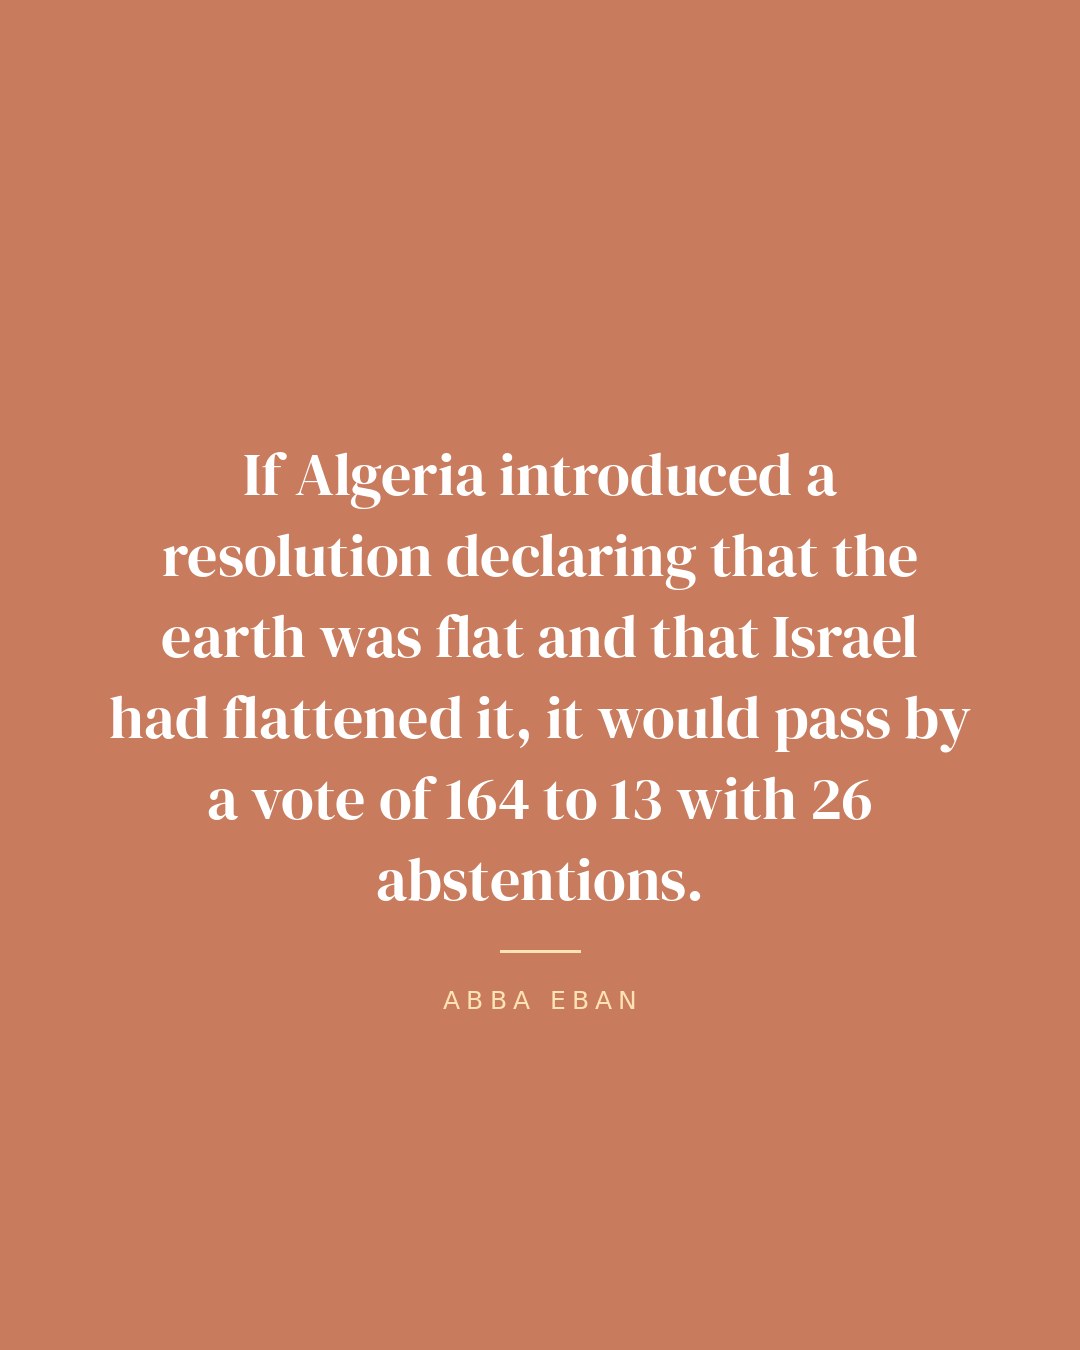 If Algeria introduced a
resolution declaring that the
earth was flat and that Israel
had flattened it, it would pass by
a vote of 164 to 13 with 26
abstentions.
ABBA EBAN